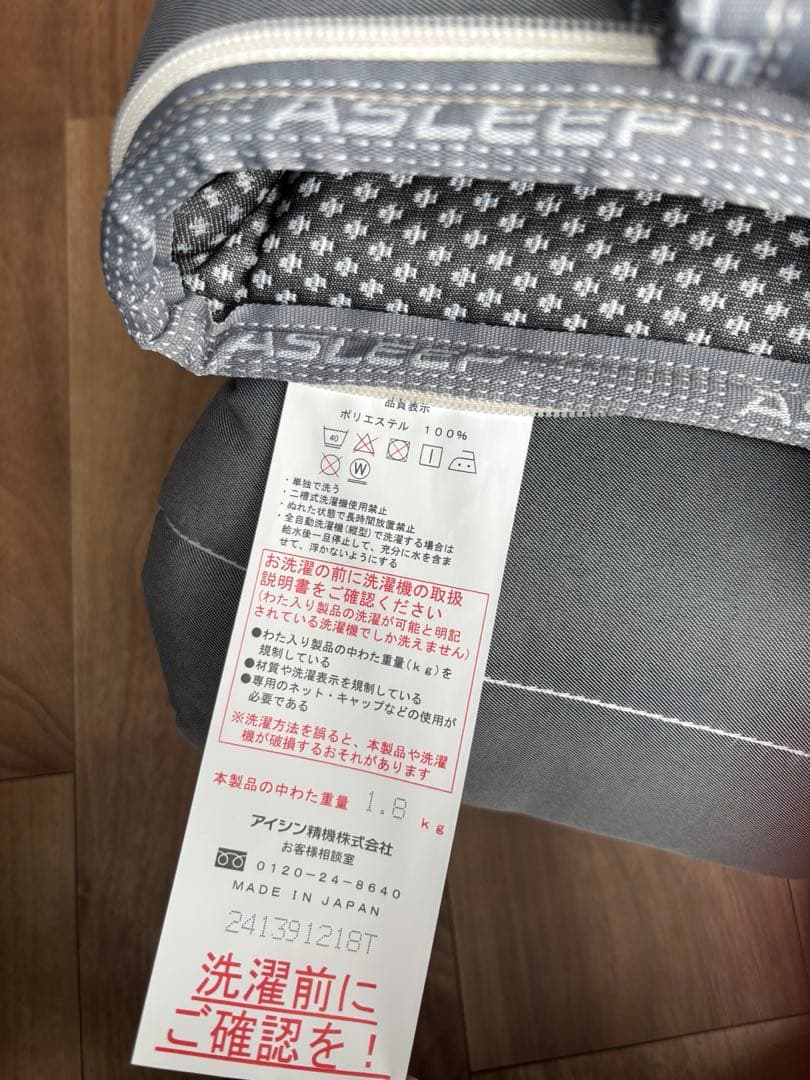 ASLEEP
ASLEEP
品質表示
ポリエステル 100%
40
W
・単独で洗う
・二槽式洗濯機使用禁止
・ぬれた状態で長時間放置禁止
・全自動洗濯機(縦型)で洗濯する場合は
給水後一旦停止して、充分に水を含ま
せて、浮かないようにする
お洗濯の前に洗濯機の取扱
説明書をご確認ください
(わた入り製品の洗濯が可能と明記
されている洗濯機でしか洗えません)
●わた入り製品の中わた重量(kg)を
規制している
●材質や洗濯表示を規制している
●専用のネット・キャップなどの使用が
必要である
※洗濯方法を誤ると、本製品や洗濯
機が破損するおそれがあります
本製品の中わた重量 1.8 kg
アイシン精機株式会社
お客様相談室
0120-24-8640
MADE IN JAPAN
241391218T
洗濯前に
ご確認を!